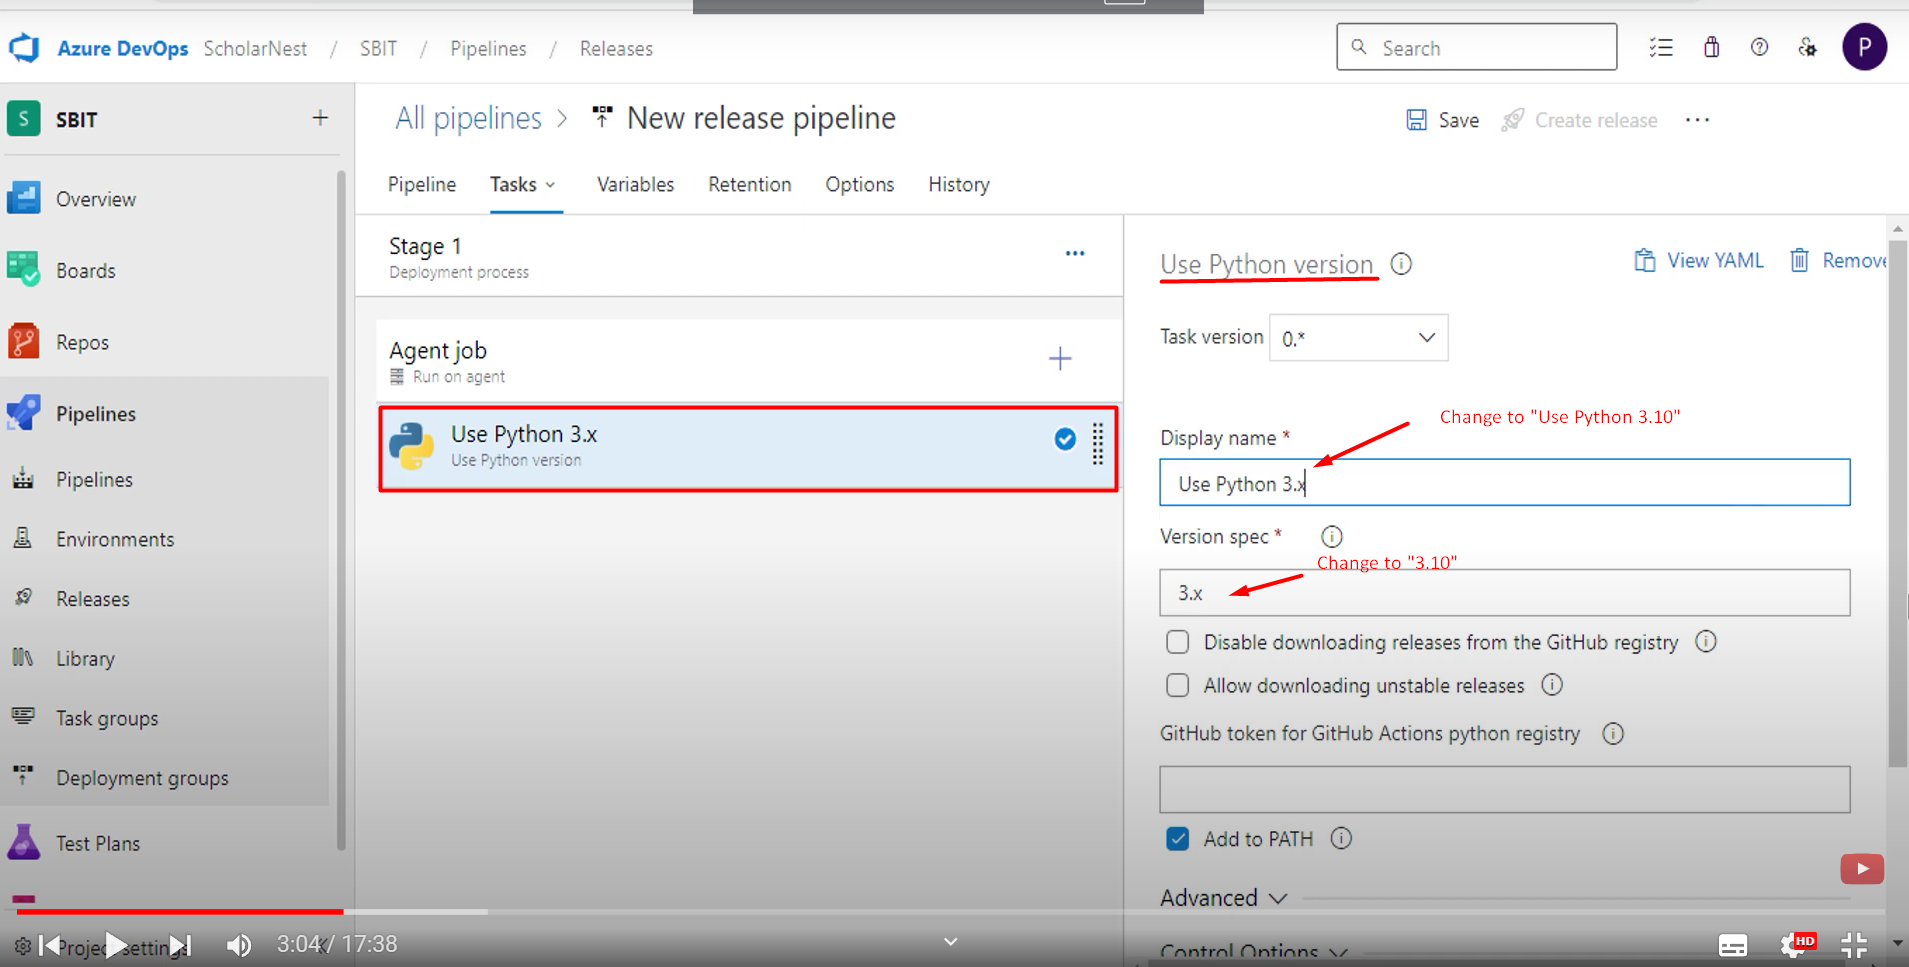 Azure DevOps ScholarNest / SBIT / Pipelines / Releases
Search
P
S SBIT +
All pipelines > New release pipeline
Save Create release ...
Pipeline Tasks Variables Retention Options History
Overview
Boards
Repos
Pipelines
Pipelines
Environments
Releases
Library
Task groups
Deployment groups
Test Plans
Project settings
Stage 1
Deployment process
Agent job
Run on agent
Use Python 3.x
Use Python version
Use Python version
View YAML Remove
Task version 0.*
Change to "Use Python 3.10"
Display name *
Use Python 3.x
Version spec *
Change to "3.10"
3.x
Disable downloading releases from the GitHub registry
Allow downloading unstable releases
GitHub token for GitHub Actions python registry
Add to PATH
Advanced
Control Options
3:04 / 17:38
HD